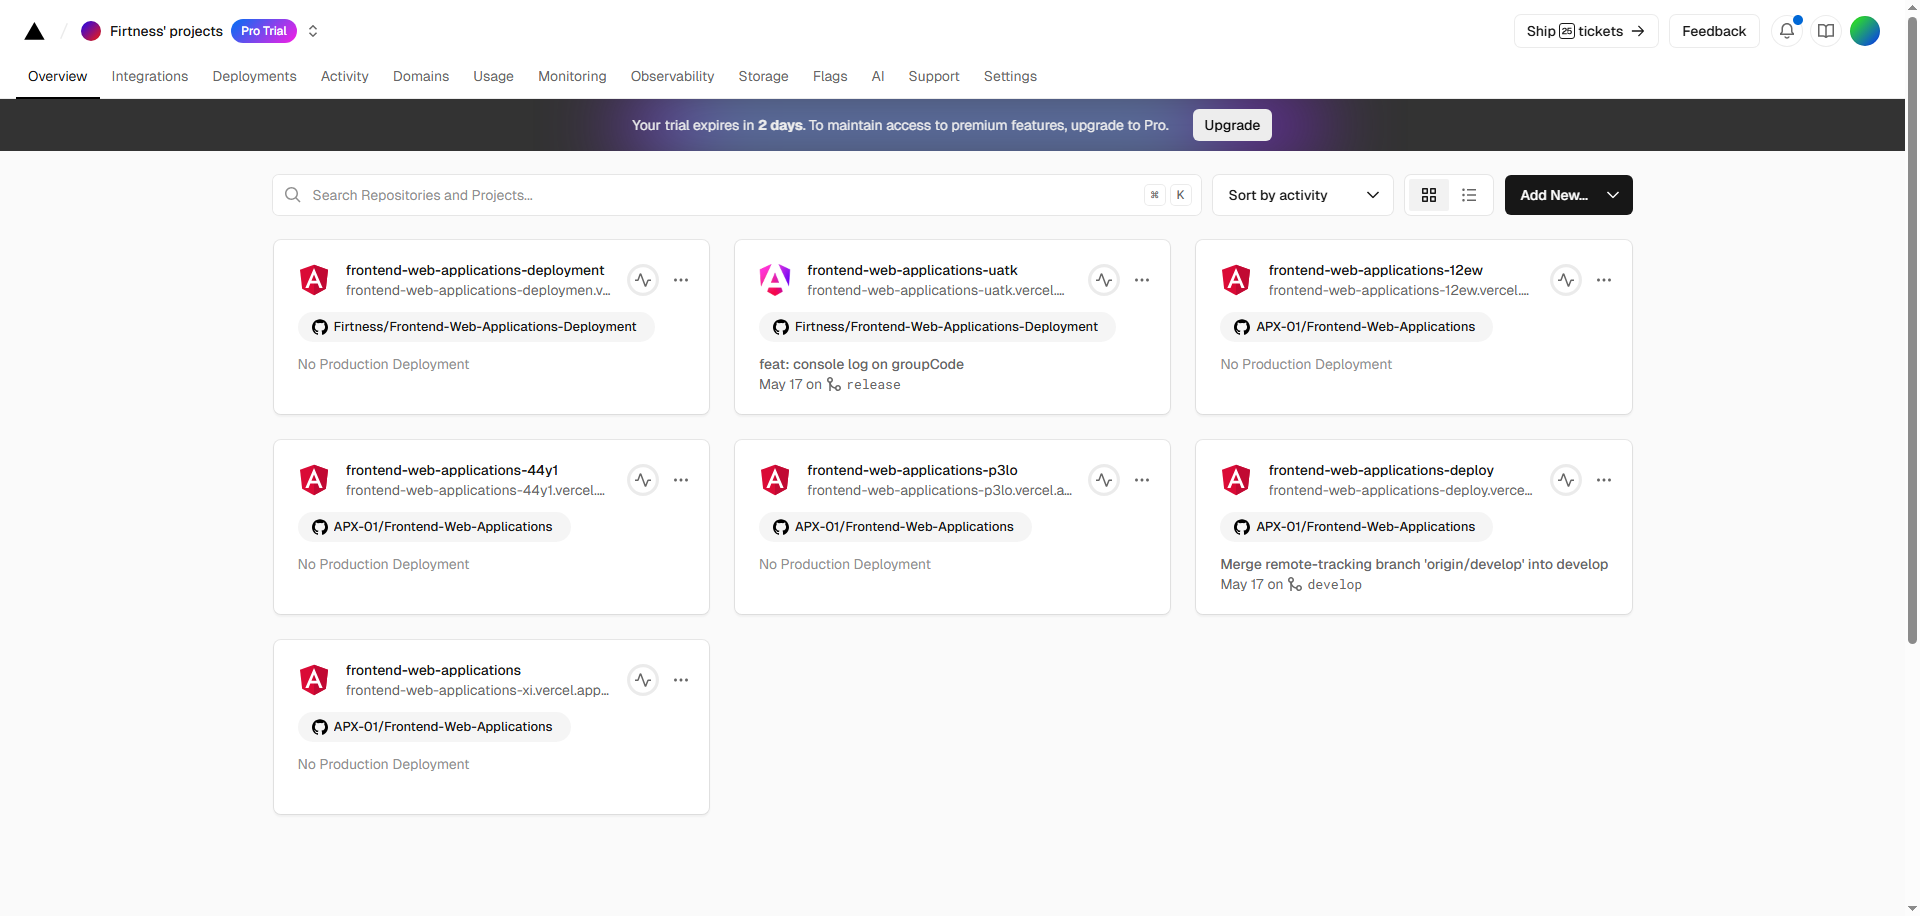 Firtness' projects Pro Trial
Ship 25 tickets → Feedback
Overview Integrations Deployments Activity Domains Usage Monitoring Observability Storage Flags AI Support Settings
Your trial expires in 2 days. To maintain access to premium features, upgrade to Pro. Upgrade
Search Repositories and Projects... ⌘ K Sort by activity Add New...
frontend-web-applications-deployment
frontend-web-applications-deploymen.v...
Firtness/Frontend-Web-Applications-Deployment
No Production Deployment
frontend-web-applications-uatk
frontend-web-applications-uatk.vercel....
Firtness/Frontend-Web-Applications-Deployment
feat: console log on groupCode
May 17 on release
frontend-web-applications-12ew
frontend-web-applications-12ew.vercel....
APX-01/Frontend-Web-Applications
No Production Deployment
frontend-web-applications-44y1
frontend-web-applications-44y1.vercel....
APX-01/Frontend-Web-Applications
No Production Deployment
frontend-web-applications-p3lo
frontend-web-applications-p3lo.vercel.a...
APX-01/Frontend-Web-Applications
No Production Deployment
frontend-web-applications-deploy
frontend-web-applications-deploy.verce...
APX-01/Frontend-Web-Applications
Merge remote-tracking branch 'origin/develop' into develop
May 17 on develop
frontend-web-applications
frontend-web-applications-xi.vercel.app...
APX-01/Frontend-Web-Applications
No Production Deployment